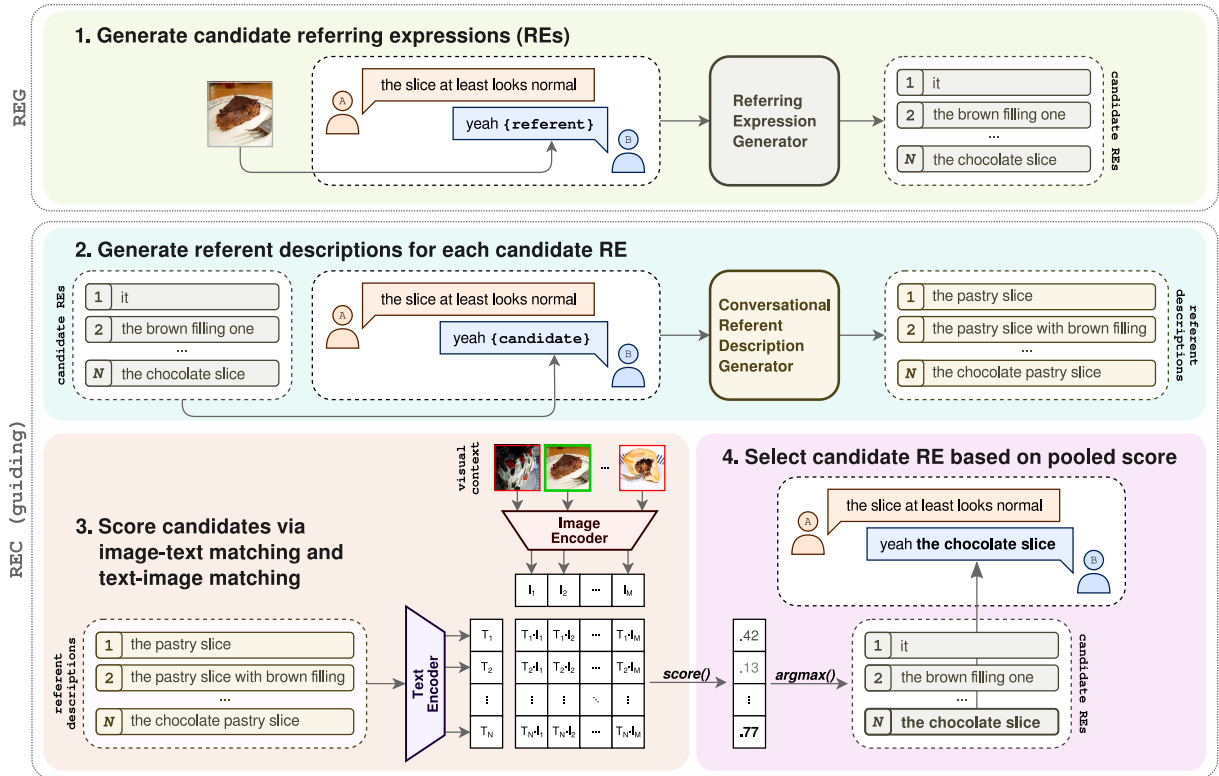 REG
1. Generate candidate referring expressions (REs)
A
the slice at least looks normal
yeah {referent}
B
Referring
Expression
Generator
1 it
2 the brown filling one
...
N the chocolate slice
candidate REs
REC (guiding)
2. Generate referent descriptions for each candidate RE
candidate REs
1 it
2 the brown filling one
...
N the chocolate slice
A
the slice at least looks normal
yeah {candidate}
B
Conversational
Referent
Description
Generator
1 the pastry slice
2 the pastry slice with brown filling
...
N the chocolate pastry slice
referent
descriptions
3. Score candidates via
image-text matching and
text-image matching
visual
context
...
Image
Encoder
I1 I2 ... IM
referent
descriptions
1 the pastry slice
2 the pastry slice with brown filling
...
N the chocolate pastry slice
Text
Encoder
T1 T1·I1 T1·I2 ... T1·IM
T2 T2·I1 T2·I2 ... T2·IM
⋮ ⋮ ⋮ ⋱ ⋮
TN TN·I1 TN·I2 ... TN·IM
score()
.42
.13
⋮
.77
argmax()
4. Select candidate RE based on pooled score
A
the slice at least looks normal
yeah the chocolate slice
B
1 it
2 the brown filling one
...
N the chocolate slice
candidate REs